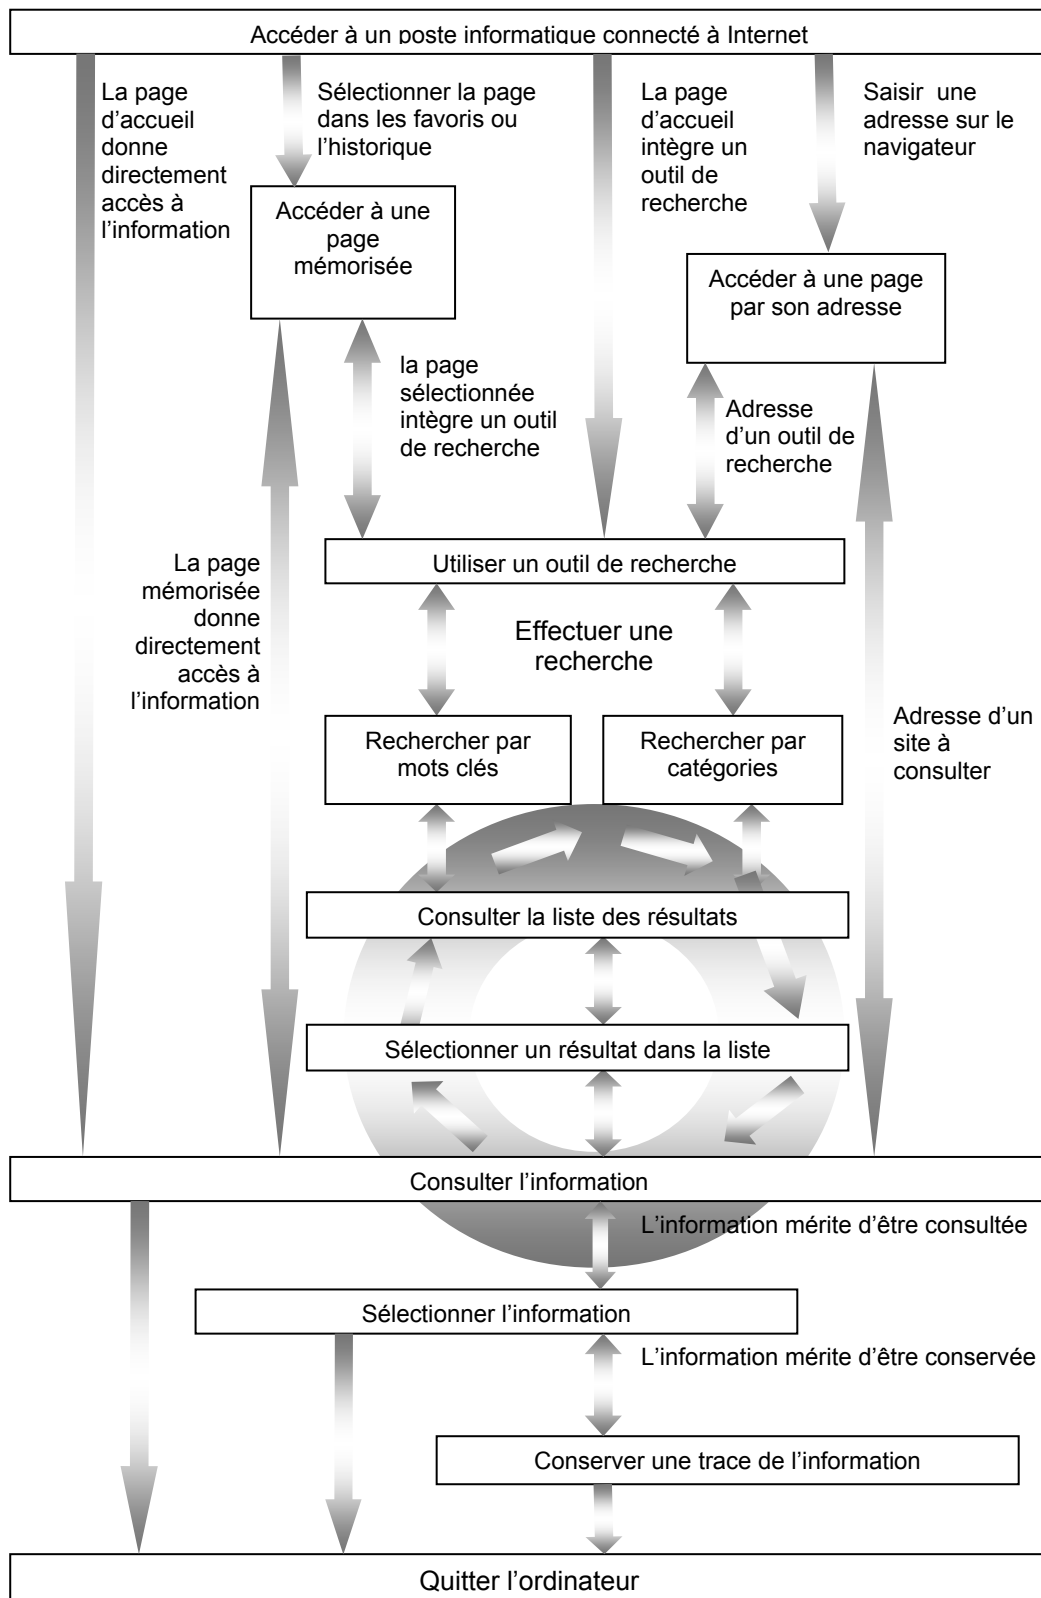 Accéder à un poste informatique connecté à Internet
La page
d’accueil
donne
directement
accès à
l’information
Sélectionner la page
dans les favoris ou
l’historique
La page
d’accueil
intègre un
outil de
recherche
Saisir une
adresse sur le
navigateur
Accéder à une
page
mémorisée
Accéder à une page
par son adresse
la page
sélectionnée
intègre un outil
de recherche
Adresse
d’un outil de
recherche
Utiliser un outil de recherche
La page
mémorisée
donne
directement
accès à
l’information
Effectuer une
recherche
Adresse d’un
site à
consulter
Rechercher par
mots clés
Rechercher par
catégories
Consulter la liste des résultats
Sélectionner un résultat dans la liste
Consulter l’information
L’information mérite d’être consultée
Sélectionner l’information
L’information mérite d’être conservée
Conserver une trace de l’information
Quitter l’ordinateur